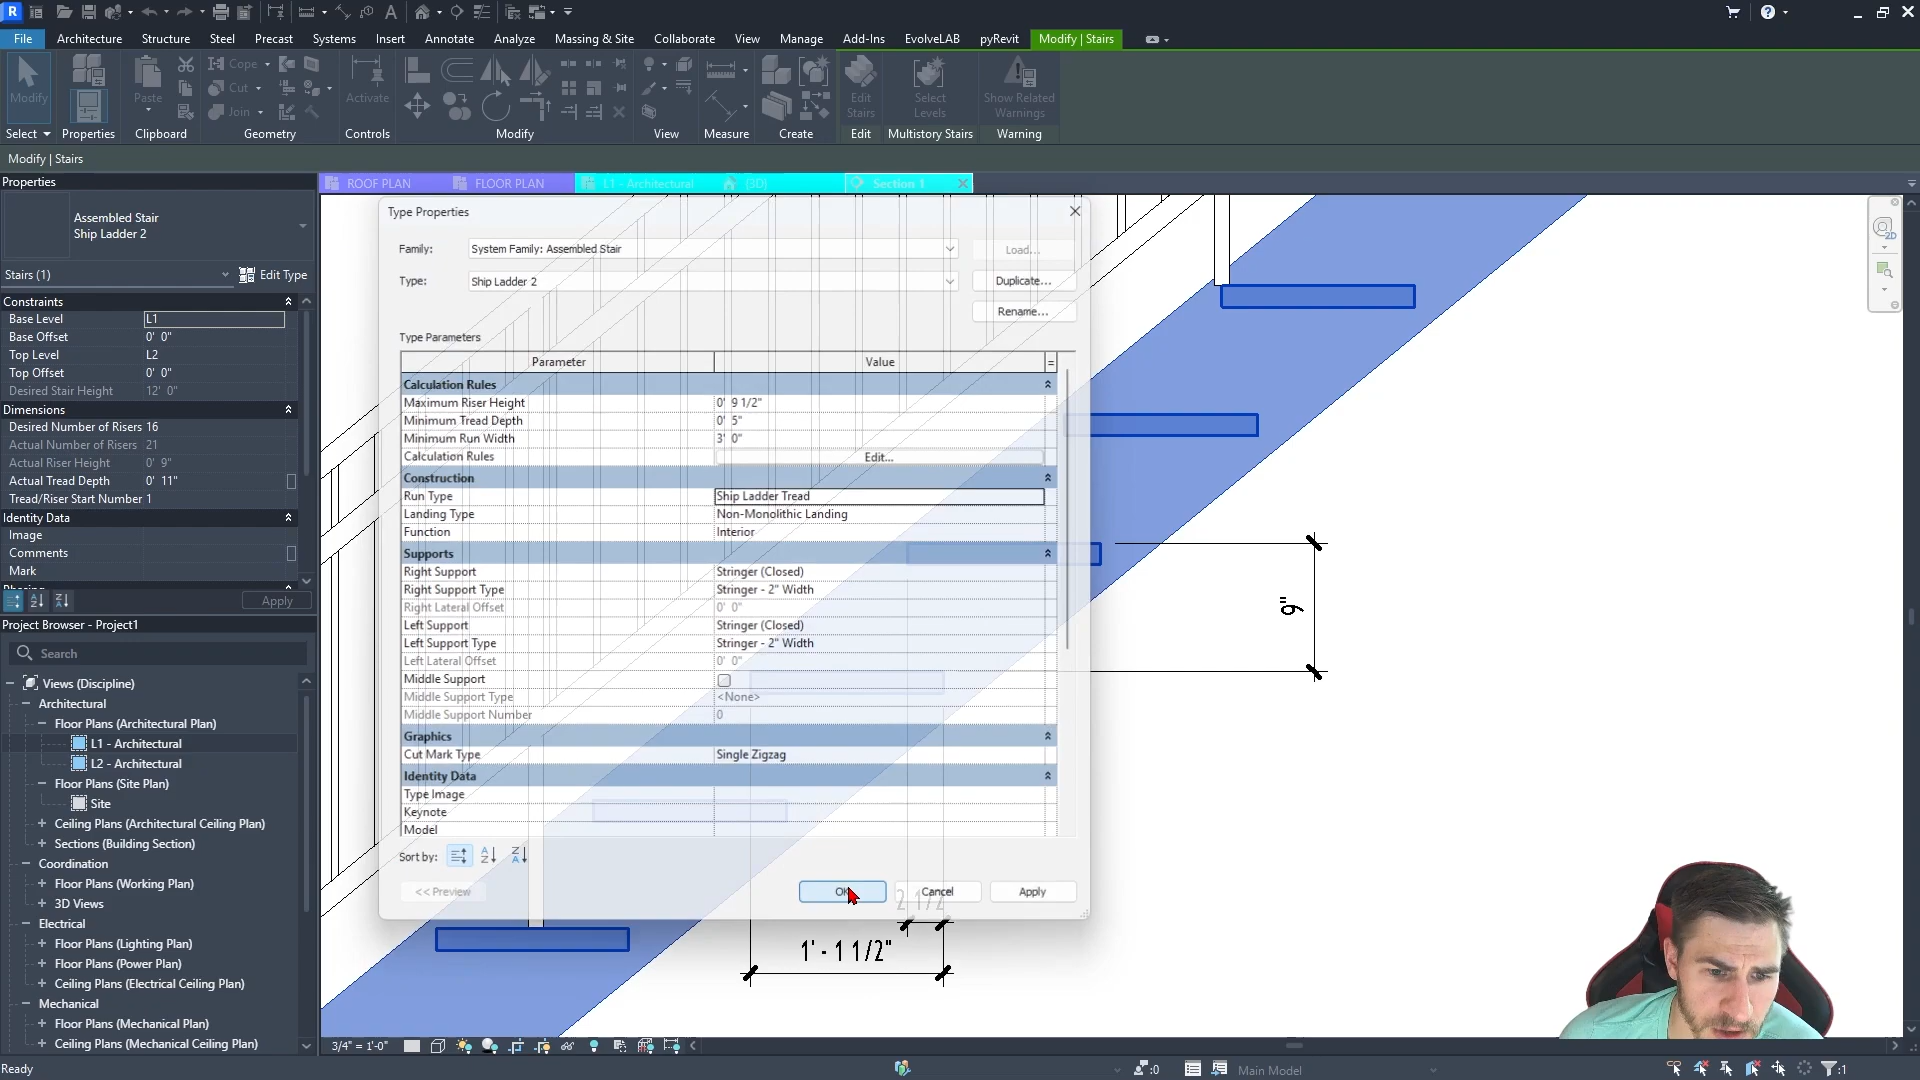 R
File
Architecture
Structure
Steel
Precast
Systems
Insert
Annotate
Analyze
Massing & Site
Collaborate
View
Manage
Add-Ins
EvolveLAB
pyRevit
Modify | Stairs
Modify
Paste
Cope
Cut
Join
Activate
Edit
Stairs
Select
Levels
Show Related
Warnings
Select
Properties
Clipboard
Geometry
Controls
Modify
View
Measure
Create
Edit
Multistory Stairs
Warning
Modify | Stairs
Properties
Assembled Stair
Ship Ladder 2
Stairs (1)
Edit Type
Constraints
Base Level L1
Base Offset 0' 0"
Top Level L2
Top Offset 0' 0"
Desired Stair Height 12' 0"
Dimensions
Desired Number of Risers 16
Actual Number of Risers 21
Actual Riser Height 0' 9"
Actual Tread Depth 0' 11"
Tread/Riser Start Number 1
Identity Data
Image
Comments
Mark
Apply
Project Browser - Project1
Search
Views (Discipline)
Architectural
Floor Plans (Architectural Plan)
L1 - Architectural
L2 - Architectural
Floor Plans (Site Plan)
Site
Ceiling Plans (Architectural Ceiling Plan)
Sections (Building Section)
Coordination
Floor Plans (Working Plan)
3D Views
Electrical
Floor Plans (Lighting Plan)
Floor Plans (Power Plan)
Ceiling Plans (Electrical Ceiling Plan)
Mechanical
Floor Plans (Mechanical Plan)
Ceiling Plans (Mechanical Ceiling Plan)
ROOF PLAN
FLOOR PLAN
L1 - Architectural
{3D}
Section 1
Type Properties
Family: System Family: Assembled Stair Load...
Type: Ship Ladder 2 Duplicate...
Rename...
Type Parameters
Parameter Value =
Calculation Rules
Maximum Riser Height 0' 9 1/2"
Minimum Tread Depth 0' 5"
Minimum Run Width 3' 0"
Calculation Rules Edit...
Construction
Run Type Ship Ladder Tread
Landing Type Non-Monolithic Landing
Function Interior
Supports
Right Support Stringer (Closed)
Right Support Type Stringer - 2" Width
Right Lateral Offset 0' 0"
Left Support Stringer (Closed)
Left Support Type Stringer - 2" Width
Left Lateral Offset 0' 0"
Middle Support
Middle Support Type <None>
Middle Support Number 0
Graphics
Cut Mark Type Single Zigzag
Identity Data
Type Image
Keynote
Model
Sort by:
<< Preview
OK
Cancel
Apply
9"
2 1/2"
1' - 1 1/2"
2D
3/4" = 1'-0"
Ready
:0
Main Model
:1